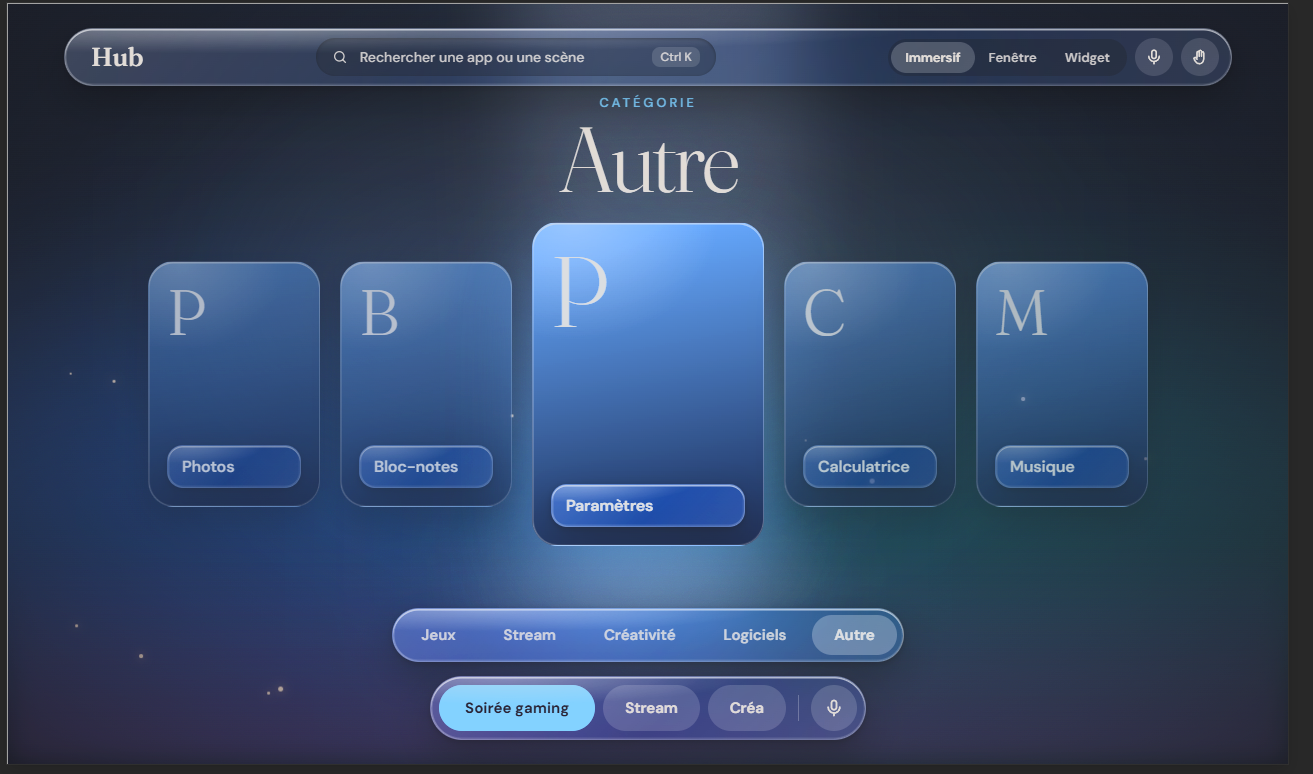 Hub
Rechercher une app ou une scène
Ctrl K
Immersif
Fenêtre
Widget
CATÉGORIE
Autre
P
Photos
B
Bloc-notes
P
Paramètres
C
Calculatrice
M
Musique
Jeux
Stream
Créativité
Logiciels
Autre
Soirée gaming
Stream
Créa